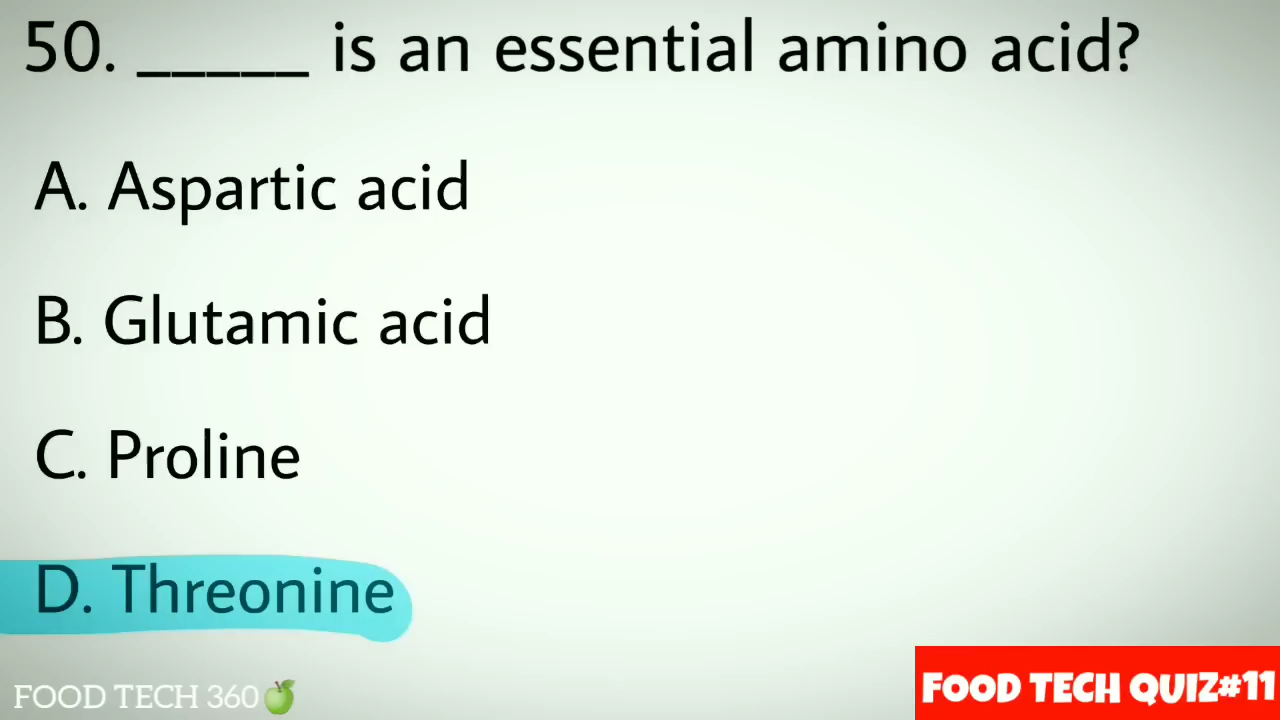 50. _____ is an essential amino acid?
A. Aspartic acid
B. Glutamic acid
C. Proline
D. Threonine
FOOD TECH 360
FOOD TECH QUIZ#11